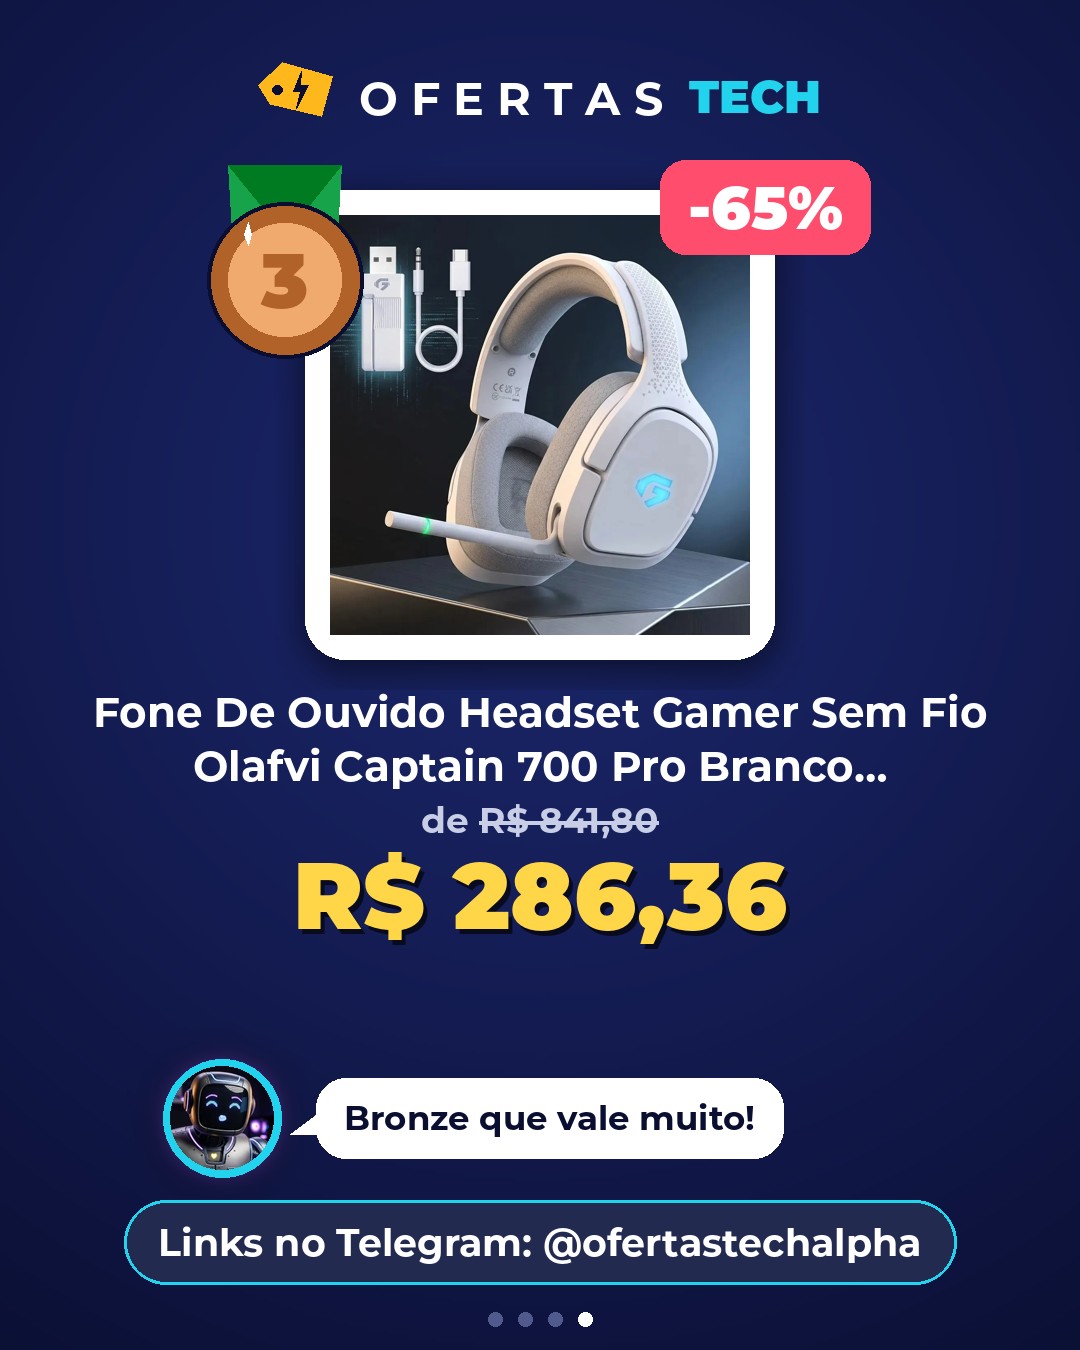 OFERTAS TECH
-65%
3
Fone De Ouvido Headset Gamer Sem Fio
Olafvi Captain 700 Pro Branco...
de R$ 841,80
R$ 286,36
Bronze que vale muito!
Links no Telegram: @ofertastechalpha